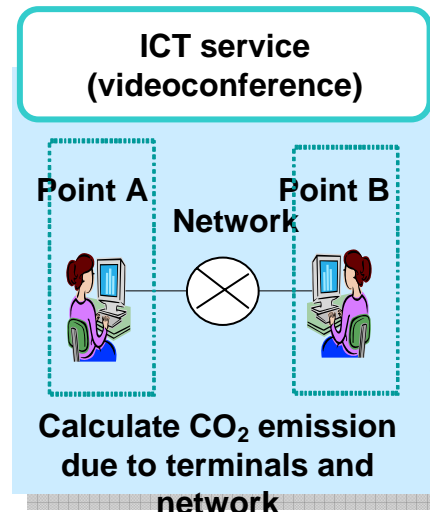 ICT service
(videoconference)
Point A
Point B
Network
Calculate CO₂ emission
due to terminals and
network